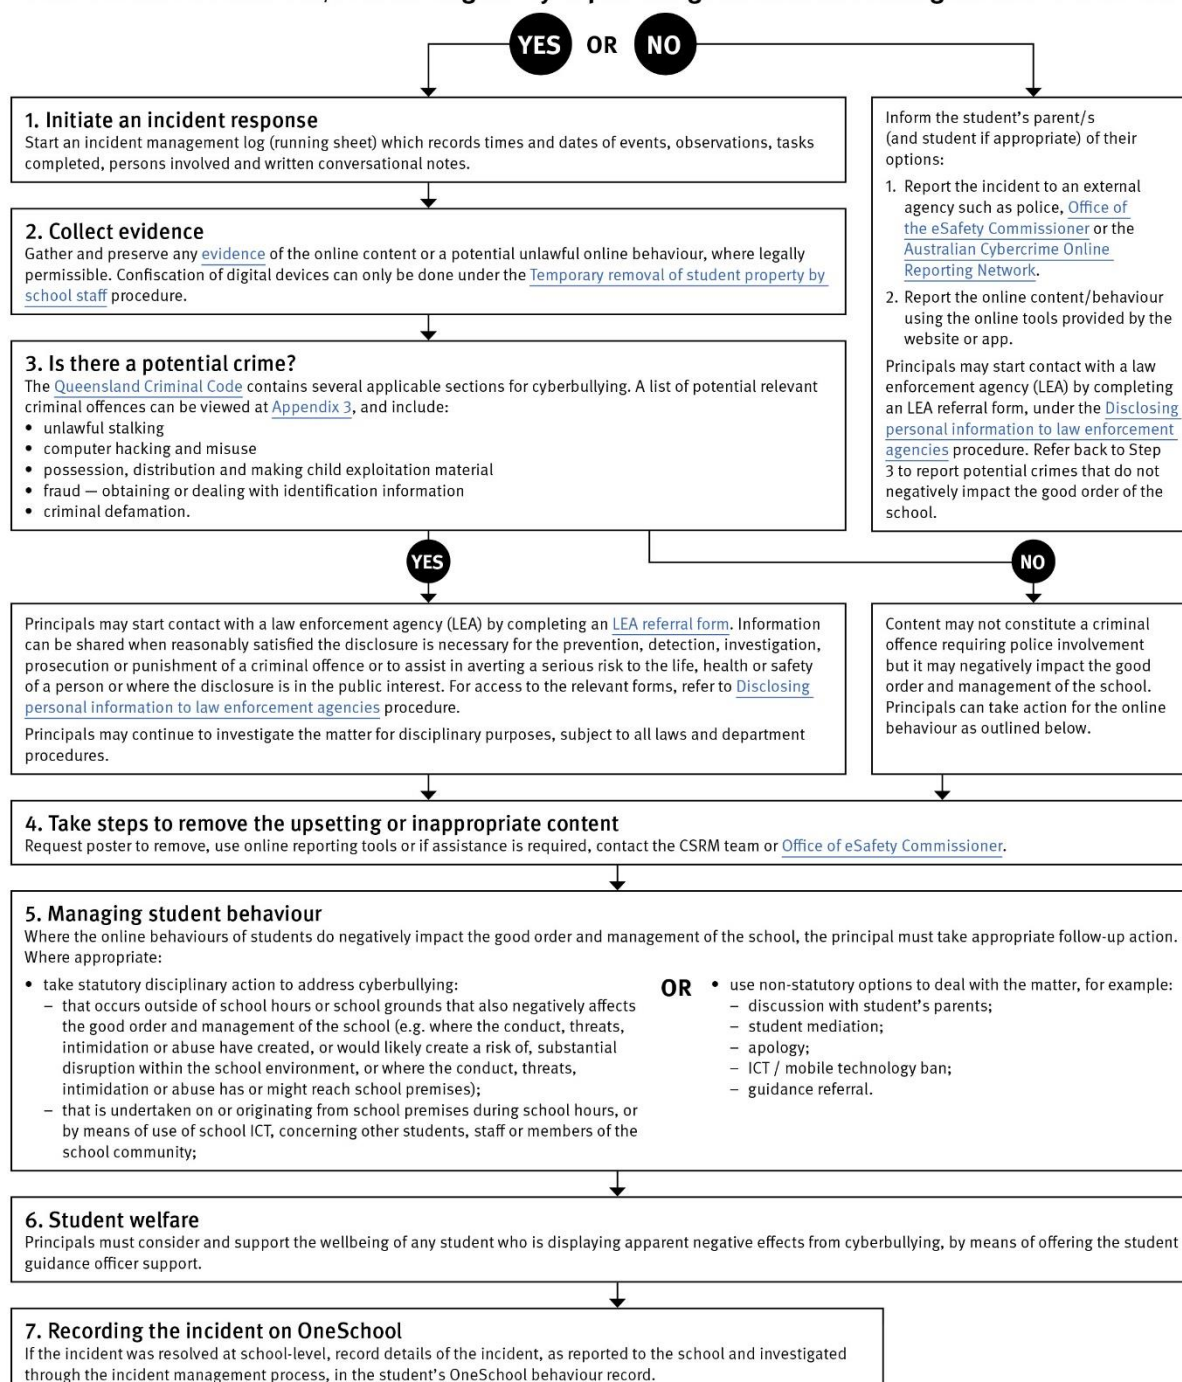 YES OR NO
1. Initiate an incident response
Start an incident management log (running sheet) which records times and dates of events, observations, tasks
completed, persons involved and written conversational notes.
Inform the student's parent/s
(and student if appropriate) of their
options:
1. Report the incident to an external
agency such as police, Office of
the eSafety Commissioner or the
Australian Cybercrime Online
Reporting Network.
2. Report the online content/behaviour
using the online tools provided by the
website or app.
Principals may start contact with a law
enforcement agency (LEA) by completing
an LEA referral form, under the Disclosing
personal information to law enforcement
agencies procedure. Refer back to Step
3 to report potential crimes that do not
negatively impact the good order of the
school.
2. Collect evidence
Gather and preserve any evidence of the online content or a potential unlawful online behaviour, where legally
permissible. Confiscation of digital devices can only be done under the Temporary removal of student property by
school staff procedure.
3. Is there a potential crime?
The Queensland Criminal Code contains several applicable sections for cyberbullying. A list of potential relevant
criminal offences can be viewed at Appendix 3, and include:
• unlawful stalking
• computer hacking and misuse
• possession, distribution and making child exploitation material
• fraud — obtaining or dealing with identification information
• criminal defamation.
YES
NO
Principals may start contact with a law enforcement agency (LEA) by completing an LEA referral form. Information
can be shared when reasonably satisfied the disclosure is necessary for the prevention, detection, investigation,
prosecution or punishment of a criminal offence or to assist in averting a serious risk to the life, health or safety
of a person or where the disclosure is in the public interest. For access to the relevant forms, refer to Disclosing
personal information to law enforcement agencies procedure.
Principals may continue to investigate the matter for disciplinary purposes, subject to all laws and department
procedures.
Content may not constitute a criminal
offence requiring police involvement
but it may negatively impact the good
order and management of the school.
Principals can take action for the online
behaviour as outlined below.
4. Take steps to remove the upsetting or inappropriate content
Request poster to remove, use online reporting tools or if assistance is required, contact the CSRM team or Office of eSafety Commissioner.
5. Managing student behaviour
Where the online behaviours of students do negatively impact the good order and management of the school, the principal must take appropriate follow-up action.
Where appropriate:
• take statutory disciplinary action to address cyberbullying:
– that occurs outside of school hours or school grounds that also negatively affects
the good order and management of the school (e.g. where the conduct, threats,
intimidation or abuse have created, or would likely create a risk of, substantial
disruption within the school environment, or where the conduct, threats,
intimidation or abuse has or might reach school premises);
– that is undertaken on or originating from school premises during school hours, or
by means of use of school ICT, concerning other students, staff or members of the
school community;
OR
• use non-statutory options to deal with the matter, for example:
– discussion with student's parents;
– student mediation;
– apology;
– ICT / mobile technology ban;
– guidance referral.
6. Student welfare
Principals must consider and support the wellbeing of any student who is displaying apparent negative effects from cyberbullying, by means of offering the student
guidance officer support.
7. Recording the incident on OneSchool
If the incident was resolved at school-level, record details of the incident, as reported to the school and investigated
through the incident management process, in the student's OneSchool behaviour record.